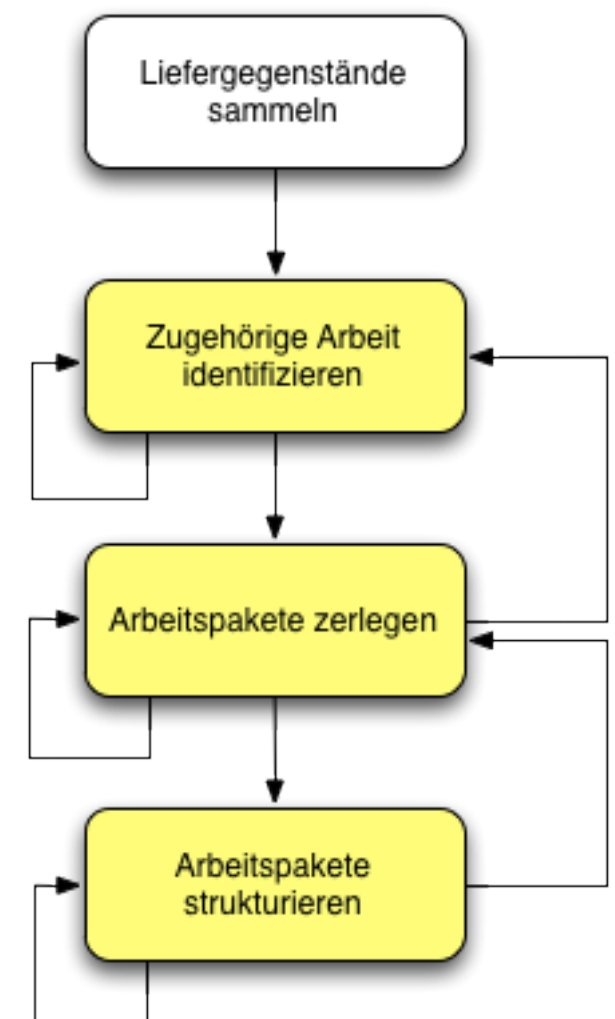 Liefergegenstände
sammeln
Zugehörige Arbeit
identifizieren
Arbeitspakete zerlegen
Arbeitspakete
strukturieren